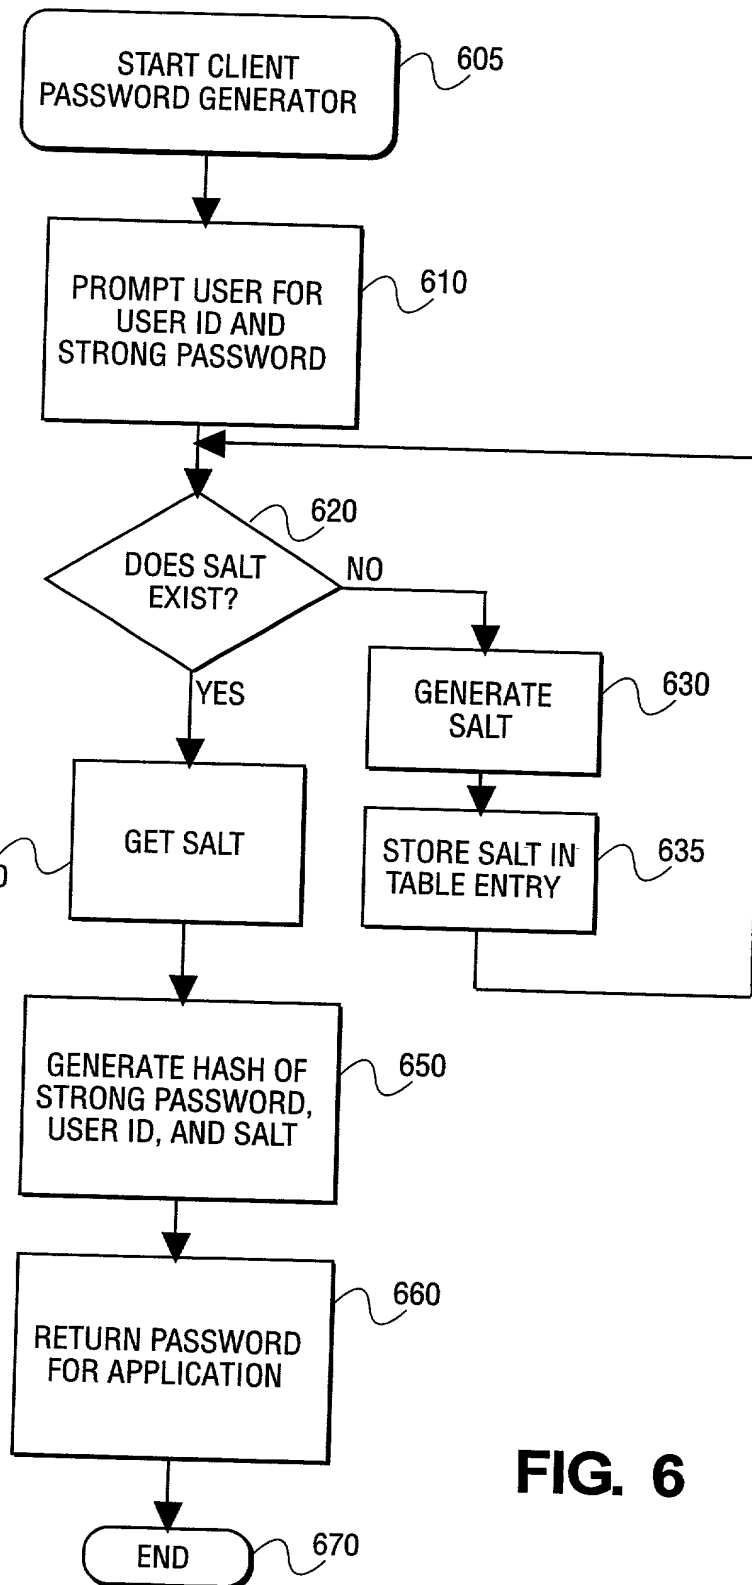 START CLIENT
PASSWORD GENERATOR
605
PROMPT USER FOR
USER ID AND
STRONG PASSWORD
610
620
DOES SALT
EXIST?
NO
YES
GENERATE
SALT
630
GET SALT
STORE SALT IN
TABLE ENTRY
635
GENERATE HASH OF
STRONG PASSWORD,
USER ID, AND SALT
650
RETURN PASSWORD
FOR APPLICATION
660
FIG. 6
END
670